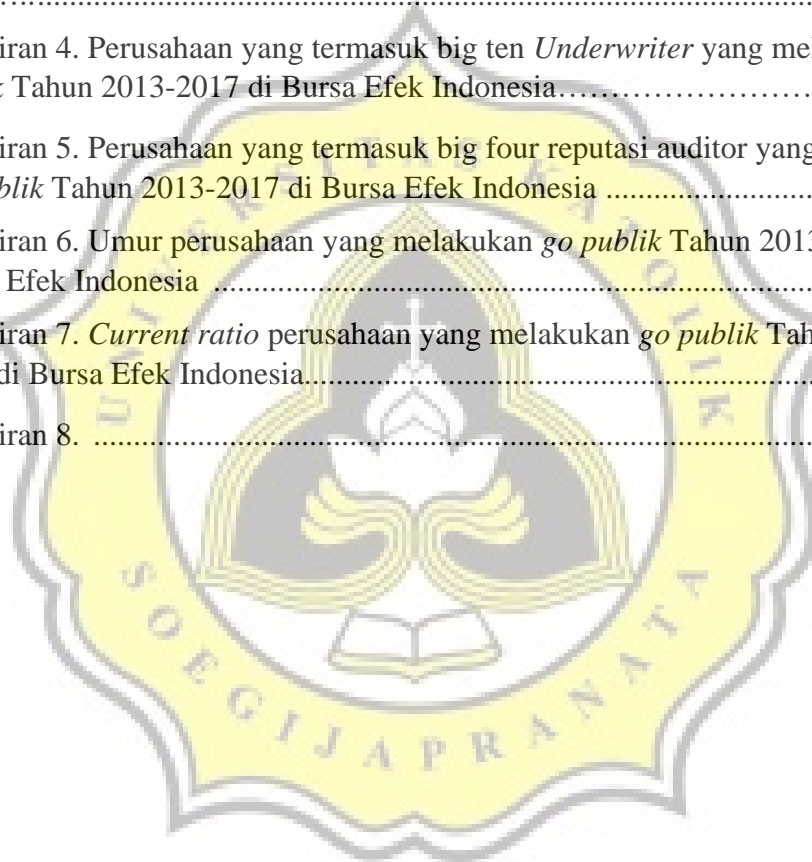 .......................................................................................................................
iran 4. Perusahaan yang termasuk big ten Underwriter yang mel
Tahun 2013-2017 di Bursa Efek Indonesia……………………
iran 5. Perusahaan yang termasuk big four reputasi auditor yang
blik Tahun 2013-2017 di Bursa Efek Indonesia ................................
iran 6. Umur perusahaan yang melakukan go publik Tahun 2013
Efek Indonesia ..........................................................................................
iran 7. Current ratio perusahaan yang melakukan go publik Tah
di Bursa Efek Indonesia.............................................................................
iran 8. ............................................................................................................
UNIVERSITAS KATOLIK
SOEGIJAPRANATA